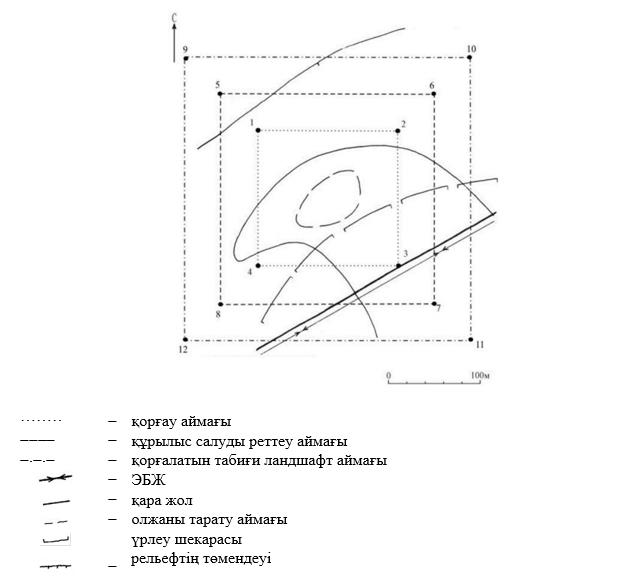 С
9
10
5
6
1
2
4
3
8
7
12
11
0
100м
– қорғау аймағы
– құрылыс салуды реттеу аймағы
– қорғалатын табиғи ландшафт аймағы
– ЭБЖ
– қара жол
– олжаны тарату аймағы
үрлеу шекарасы
– рельефтің төмендеуі